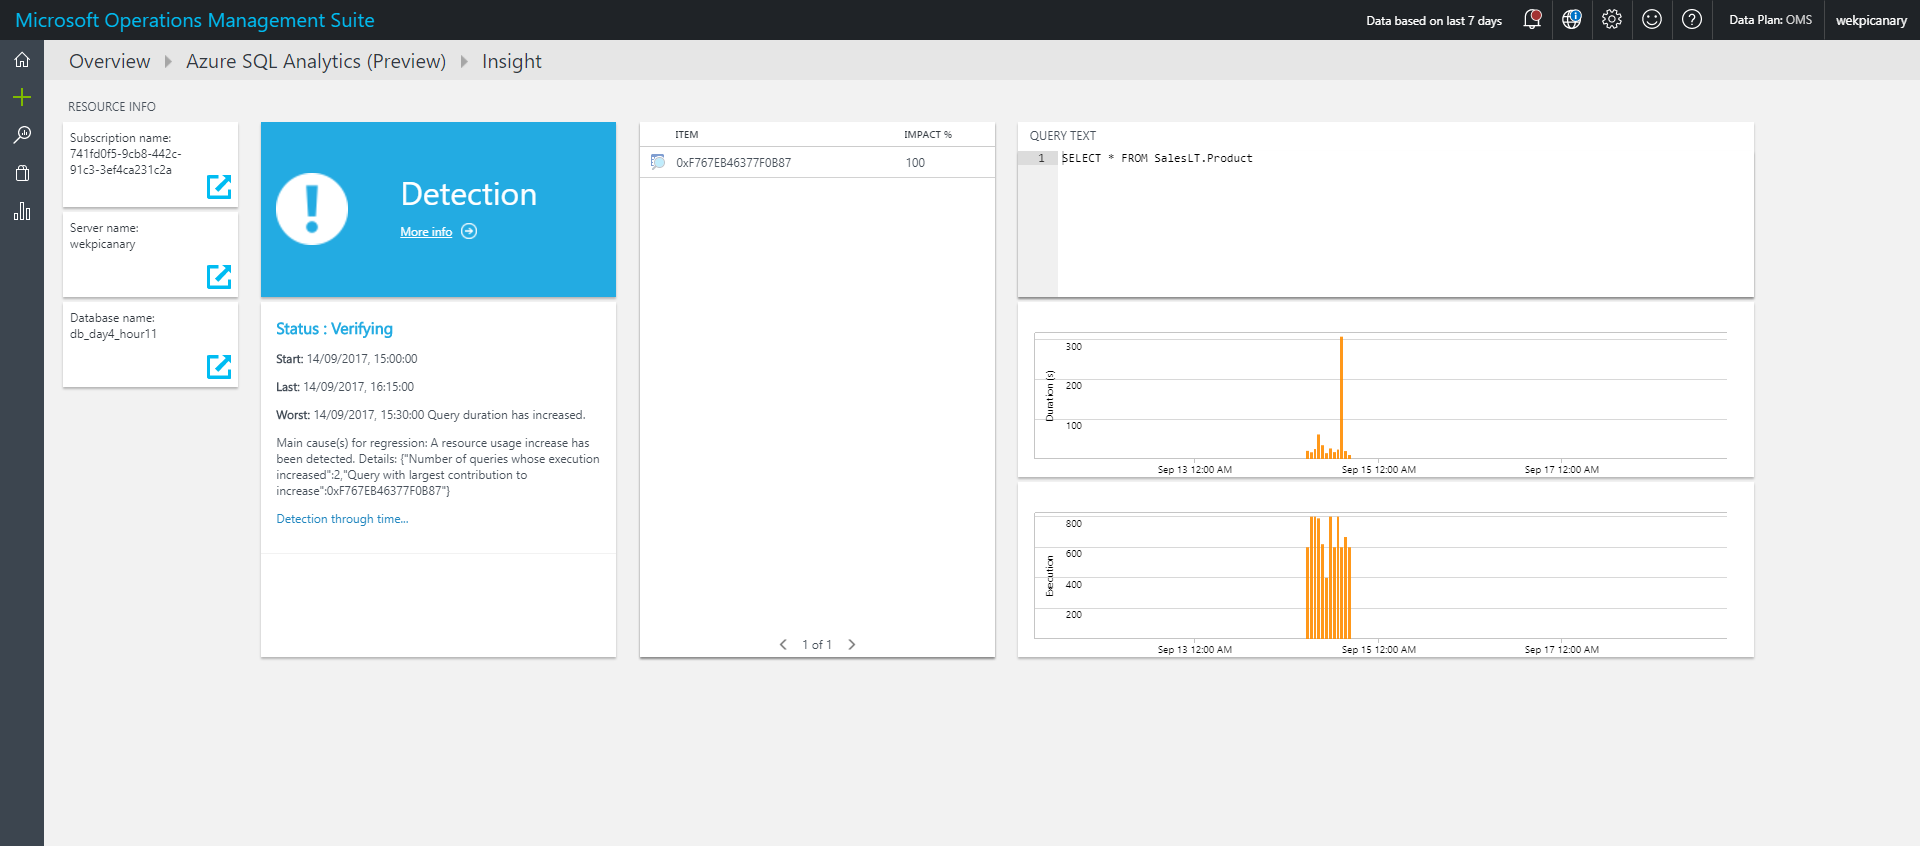 Microsoft Operations Management Suite
Data based on last 7 days
Data Plan: OMS
wekpicanary
Overview
Azure SQL Analytics (Preview)
Insight
RESOURCE INFO
Subscription name:
741fd0f5-9cb8-442c-
91c3-3ef4ca231c2a
Server name:
wekpicanary
Database name:
db_day4_hour11
Detection
More info
Status : Verifying
Start: 14/09/2017, 15:00:00
Last: 14/09/2017, 16:15:00
Worst: 14/09/2017, 15:30:00 Query duration has increased.
Main cause(s) for regression: A resource usage increase has
been detected. Details: {"Number of queries whose execution
increased":2,"Query with largest contribution to
increase":0xF767EB46377F0B87"}
Detection through time...
ITEM
IMPACT %
0xF767EB46377F0B87
100
1 of 1
QUERY TEXT
1
SELECT * FROM SalesLT.Product
Duration (s)
300
200
100
Sep 13 12:00 AM
Sep 15 12:00 AM
Sep 17 12:00 AM
Execution
800
600
400
200
Sep 13 12:00 AM
Sep 15 12:00 AM
Sep 17 12:00 AM